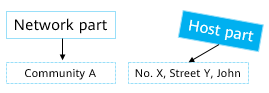 Network part
Host part
Community A
No. X, Street Y, John